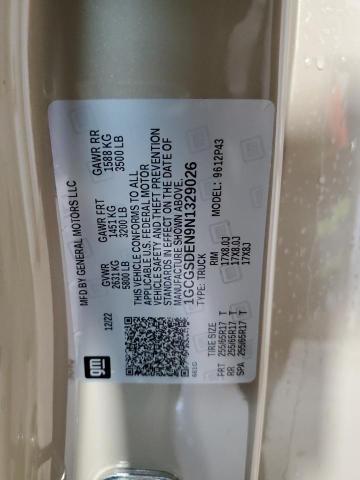 MFD BY GENERAL MOTORS LLC
12/22
GVWR
2631 KG
5800 LB
GAWR FRT
1451 KG
3200 LB
GAWR RR
1588 KG
3500 LB
THIS VEHICLE CONFORMS TO ALL
APPLICABLE U.S. FEDERAL MOTOR
VEHICLE SAFETY AND THEFT PREVENTION
STANDARDS IN EFFECT ON THE DATE OF
MANUFACTURE SHOWN ABOVE.
1GCGSDEN9N1329026
TYPE: TRUCK MODEL: 9612P43
TIRE SIZE RIM
FRT 255/65R17 T 17X8.0J
RR 255/65R17 T 17X8.0J
SPA 255/65R17 T 17X8J
gm